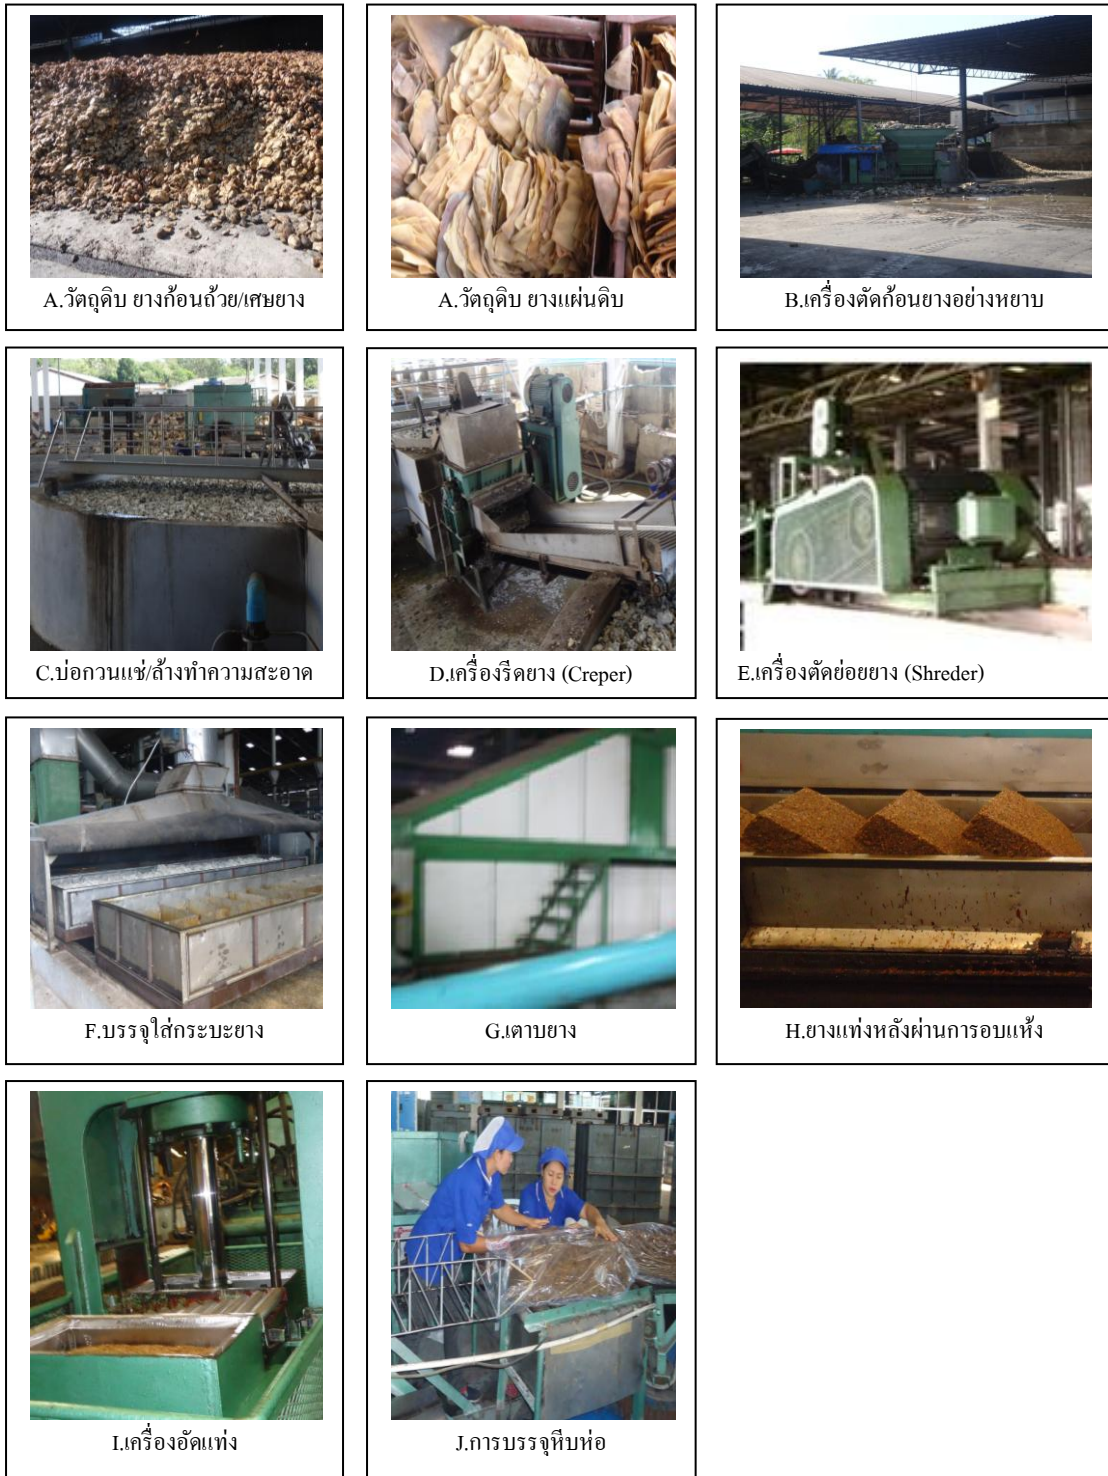 A.วัตถุดิบ ยางก้อนถ้วย/เศษยาง
A.วัตถุดิบ ยางแผ่นดิบ
B.เครื่องตัดก้อนยางอย่างหยาบ
C.บ่อกวนแช่/ล้างทำความสะอาด
D.เครื่องรีดยาง (Creper)
E.เครื่องตัดย่อยยาง (Shreder)
F.บรรจุใส่กระบะยาง
G.เตาบยาง
H.ยางแท่งหลังผ่านการอบแห้ง
I.เครื่องอัดแท่ง
J.การบรรจุหีบห่อ